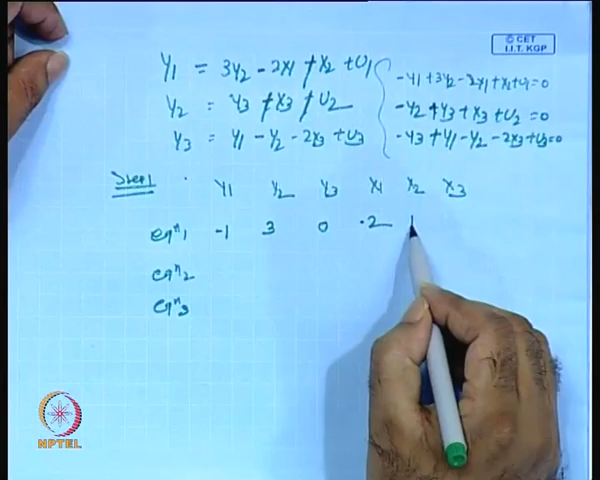 © CET
I.I.T. KGP
Y1 = 3Y2 - 2X1 + X2 + U1
-Y1 + 3Y2 - 2X1 + X2 + U1 = 0
Y2 = Y3 + X3 + U2
-Y2 + Y3 + X3 + U2 = 0
Y3 = Y1 - Y2 - 2X3 + U3
-Y3 + Y1 - Y2 - 2X3 + U3 = 0
Step1 Y1 Y2 Y3 X1 X2 X3
eqⁿ1 -1 3 0 -2 1
eqⁿ2
eqⁿ3
NPTEL